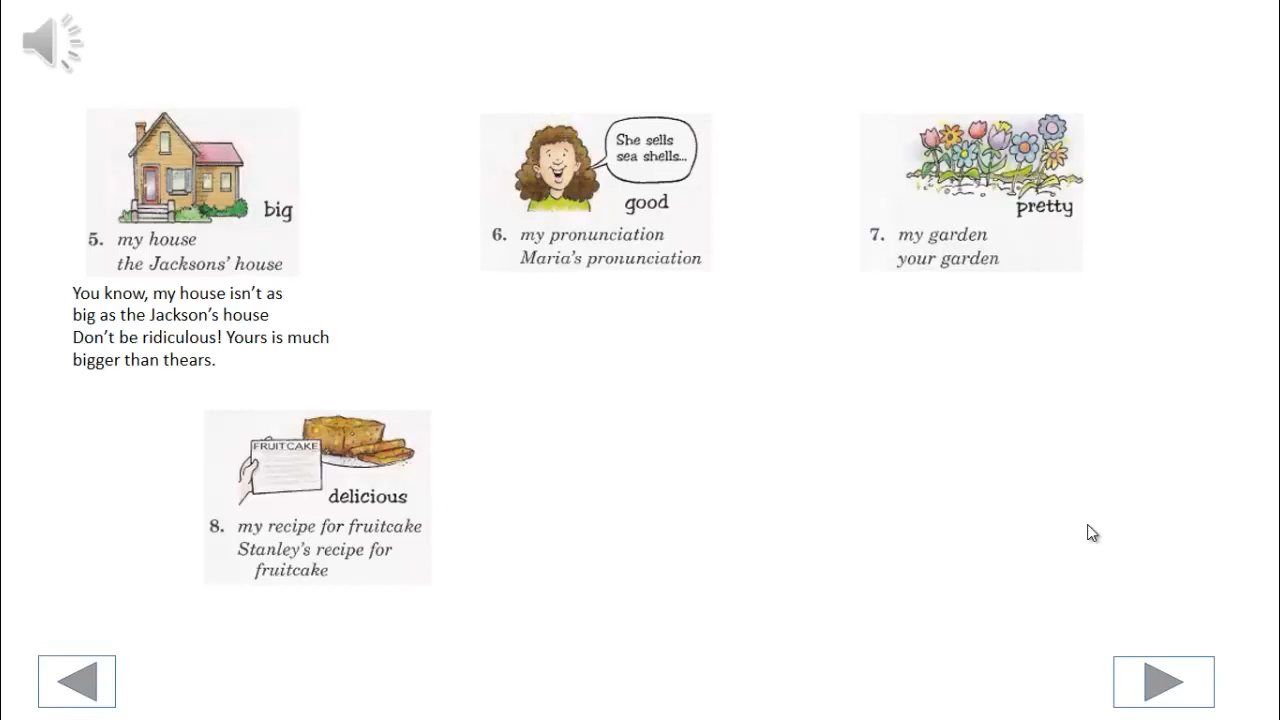 big
5. my house
the Jacksons' house
You know, my house isn't as
big as the Jackson's house
Don't be ridiculous! Yours is much
bigger than thears.
She sells
sea shells...
good
6. my pronunciation
Maria's pronunciation
pretty
7. my garden
your garden
FRUITCAKE
delicious
8. my recipe for fruitcake
Stanley's recipe for
fruitcake